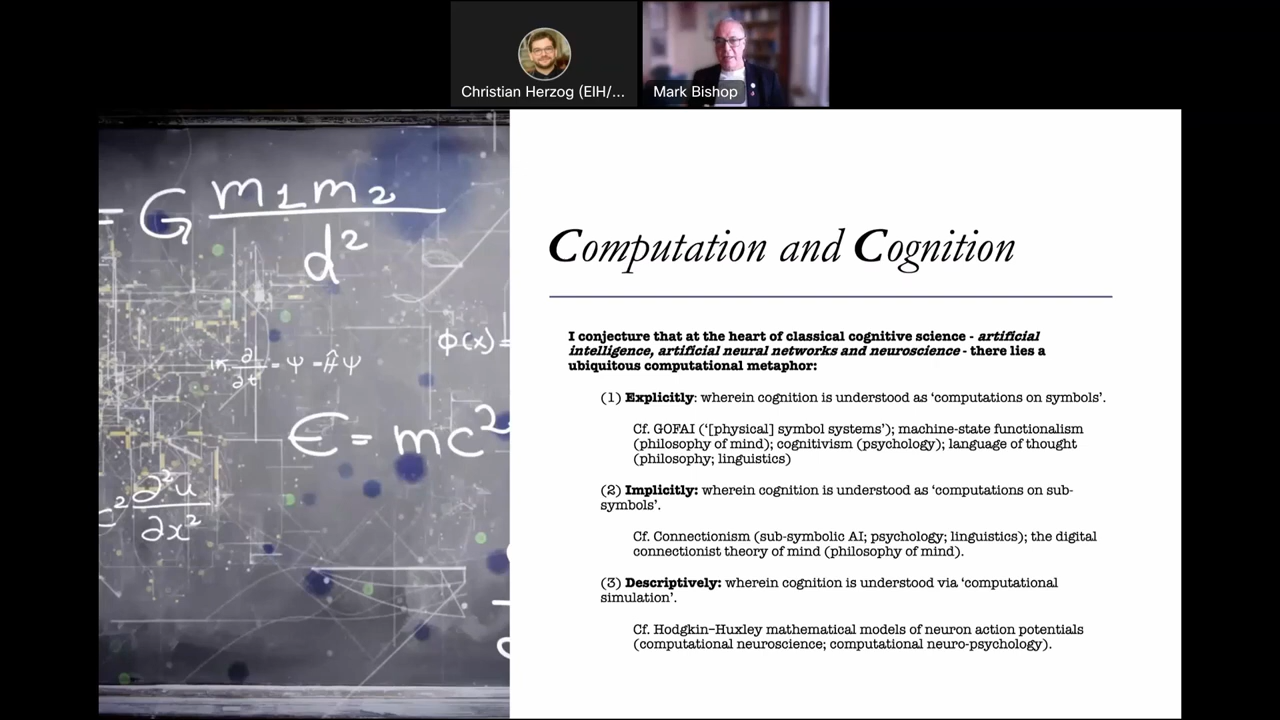 Christian Herzog (EIH/...
Mark Bishop
= G m1m2
d²
ϕ(x)=
E = mc²
∂²u
∂x²
Computation and Cognition
I conjecture that at the heart of classical cognitive science - artificial
intelligence, artificial neural networks and neuroscience - there lies a
ubiquitous computational metaphor:
(1) Explicitly: wherein cognition is understood as ‘computations on symbols’.
Cf. GOFAI (‘[physical] symbol systems’); machine-state functionalism
(philosophy of mind); cognitivism (psychology); language of thought
(philosophy; linguistics)
(2) Implicitly: wherein cognition is understood as ‘computations on sub-
symbols’.
Cf. Connectionism (sub-symbolic AI; psychology; linguistics); the digital
connectionist theory of mind (philosophy of mind).
(3) Descriptively: wherein cognition is understood via ‘computational
simulation’.
Cf. Hodgkin–Huxley mathematical models of neuron action potentials
(computational neuroscience; computational neuro-psychology).